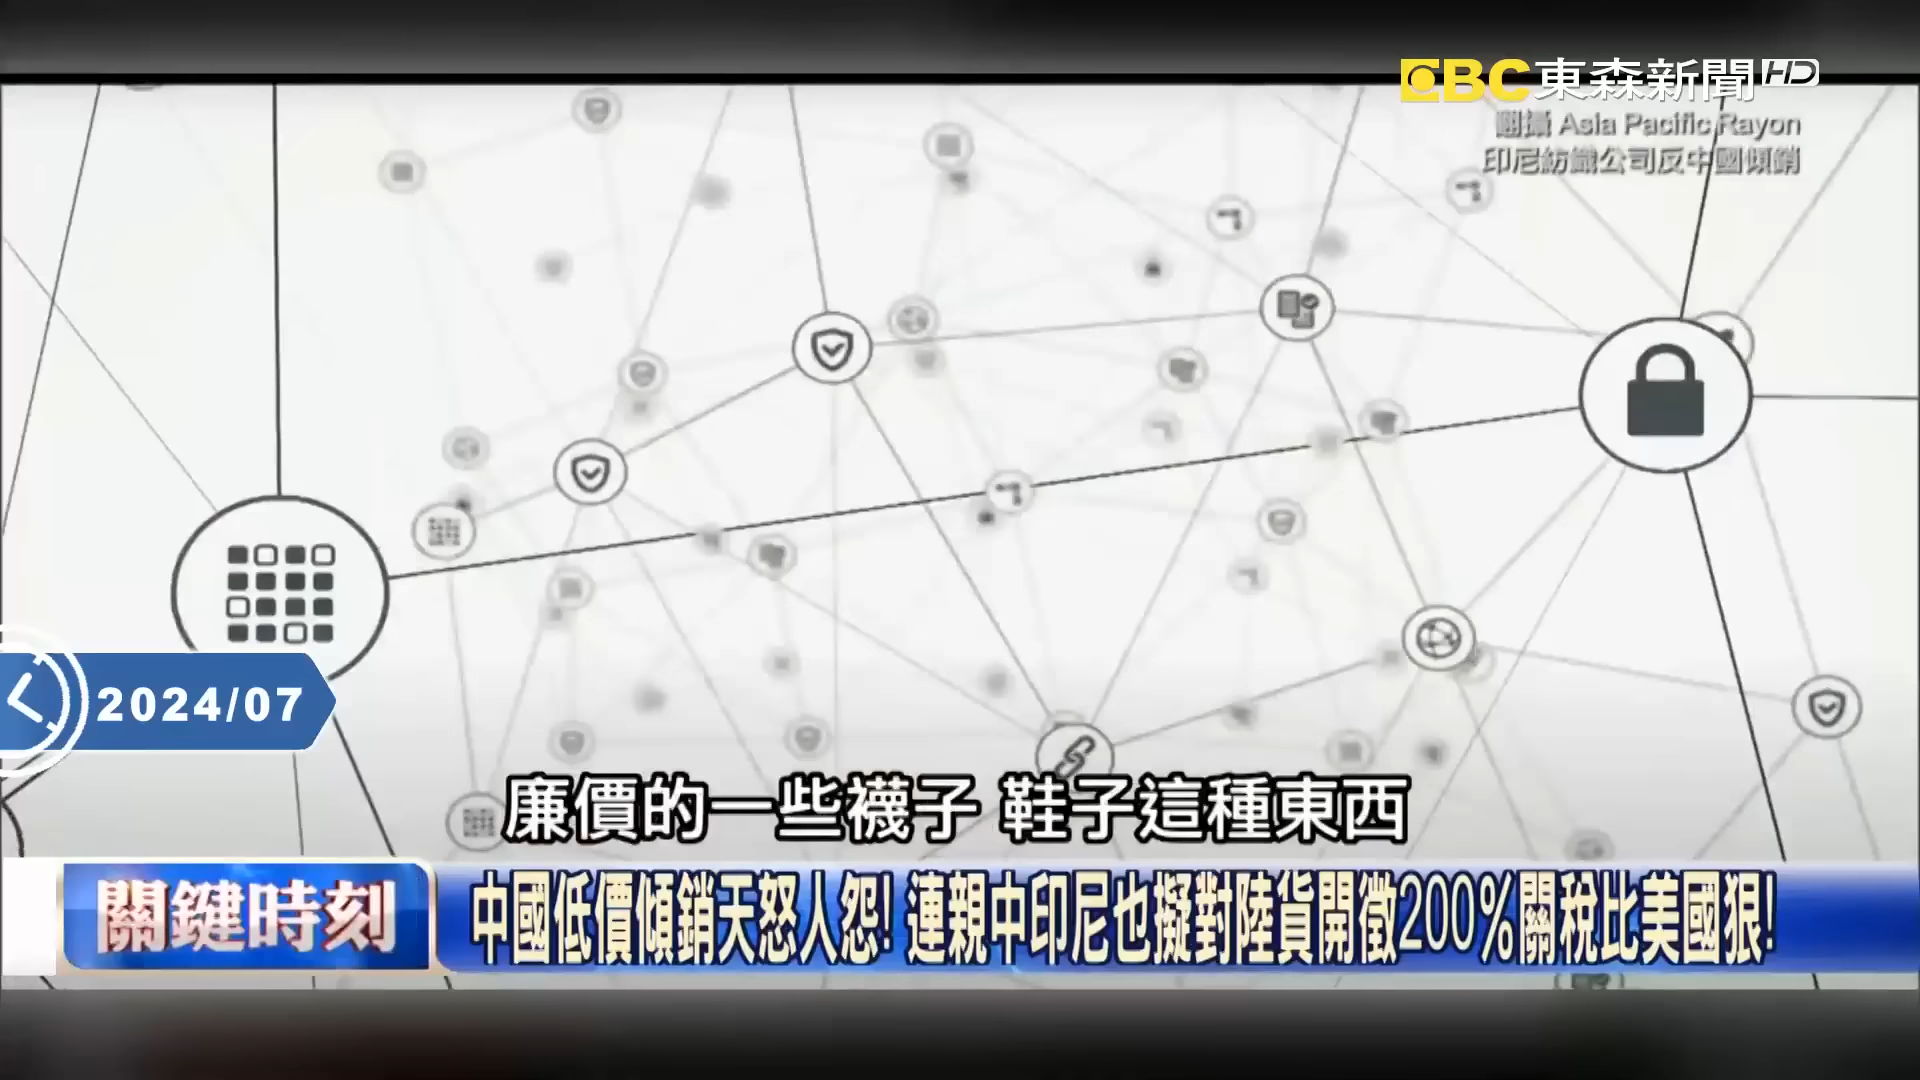 EBC東森新聞HD
翻攝 Asia Pacific Rayon
印尼紡織公司反中國傾銷
2024/07
廉價的一些襪子 鞋子這種東西
關鍵時刻
中國低價傾銷天怒人怨! 連親中印尼也擬對陸貨開徵200%關稅比美國狠!